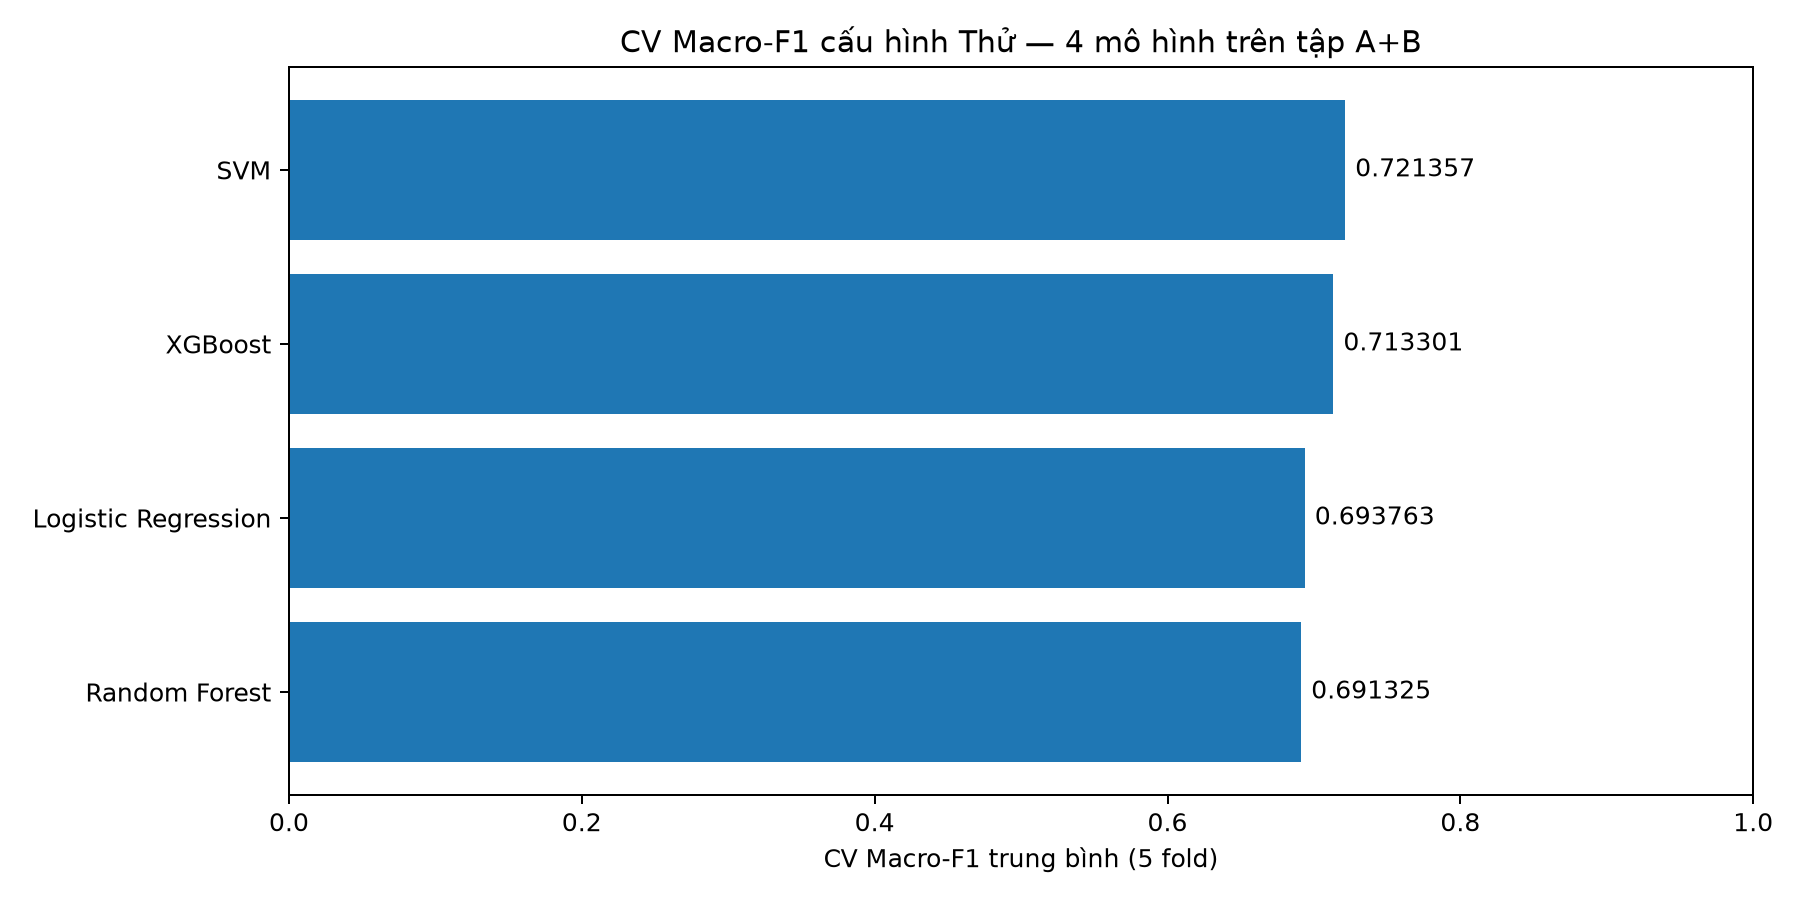 CV Macro-F1 cấu hình Thử — 4 mô hình trên tập A+B
SVM
0.721357
XGBoost
0.713301
Logistic Regression
0.693763
Random Forest
0.691325
0.0 0.2 0.4 0.6 0.8 1.0
CV Macro-F1 trung bình (5 fold)